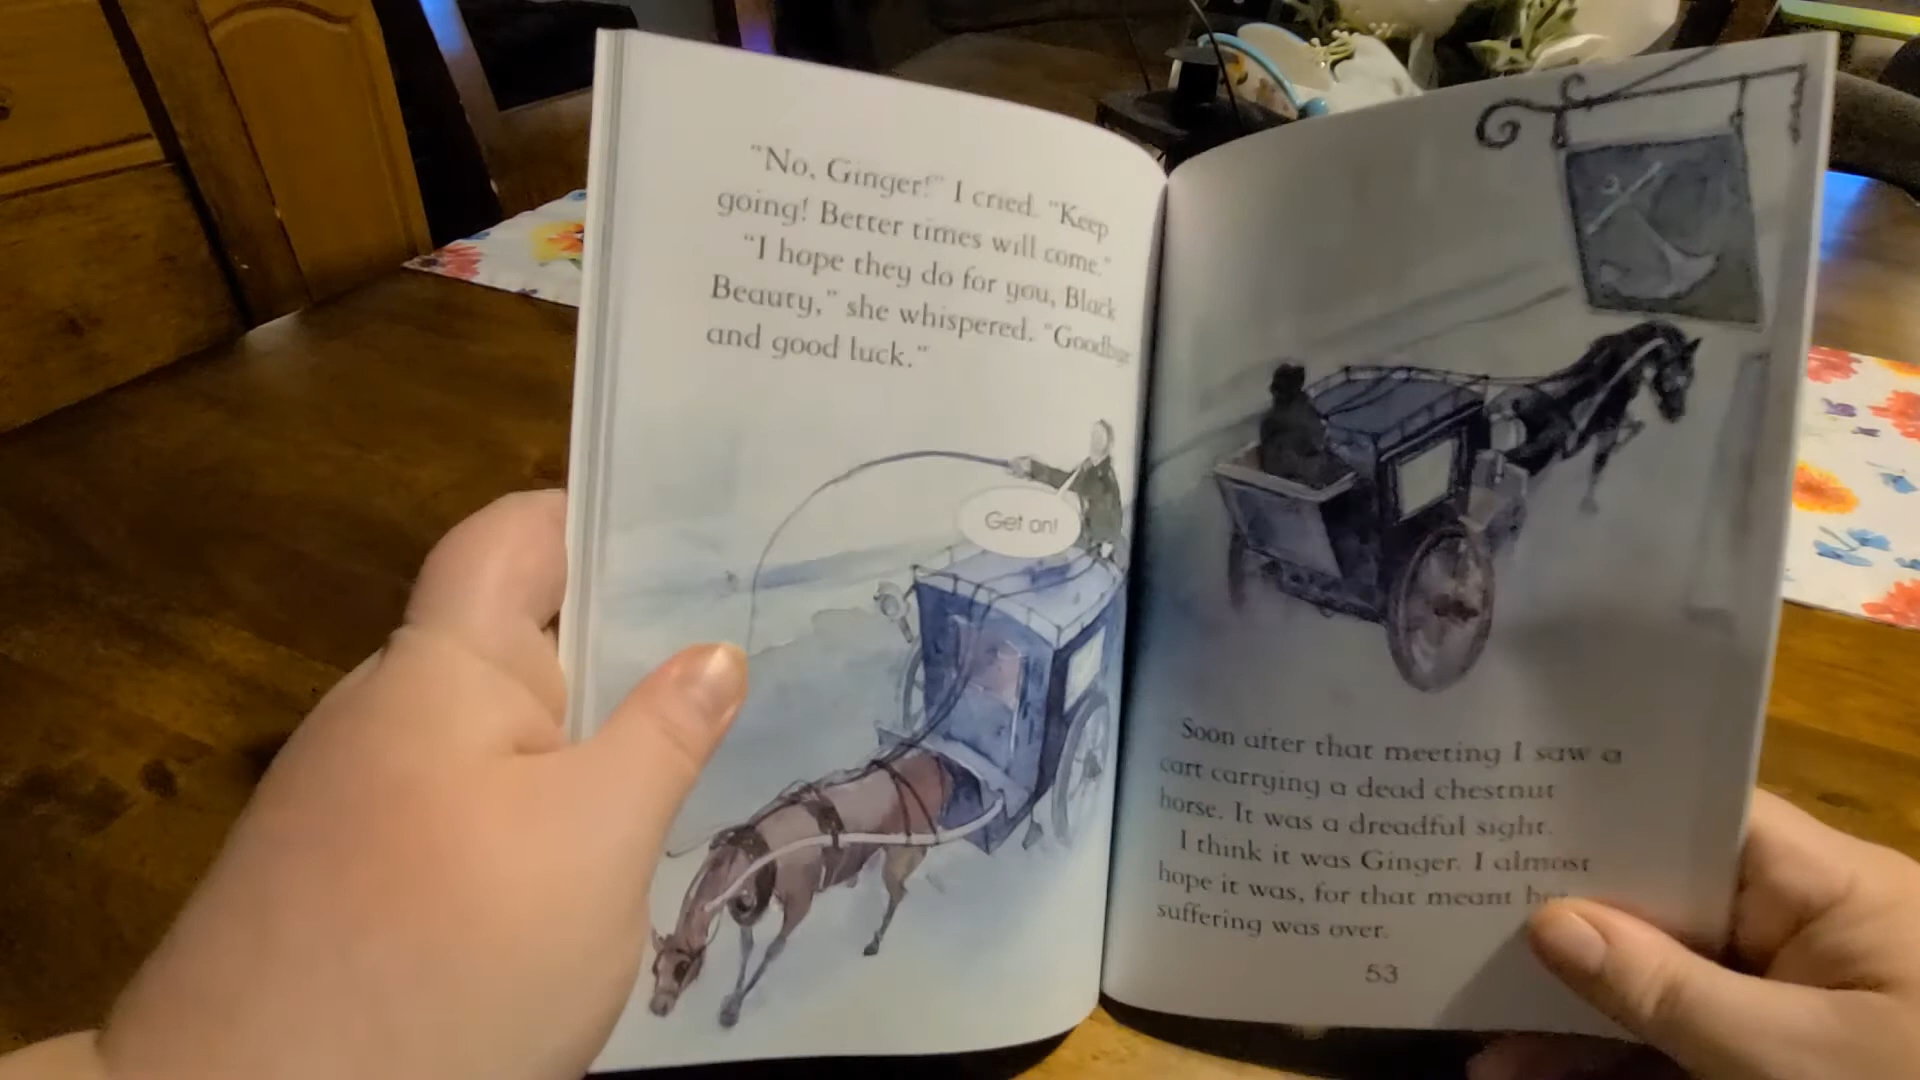 "No, Ginger!" I cried. "Keep
going! Better times will come."
"I hope they do for you, Black
Beauty," she whispered. "Goodbye
and good luck."
Get on!
Soon after that meeting I saw a
cart carrying a dead chestnut
horse. It was a dreadful sight.
I think it was Ginger. I almost
hope it was, for that meant her
suffering was over.
53